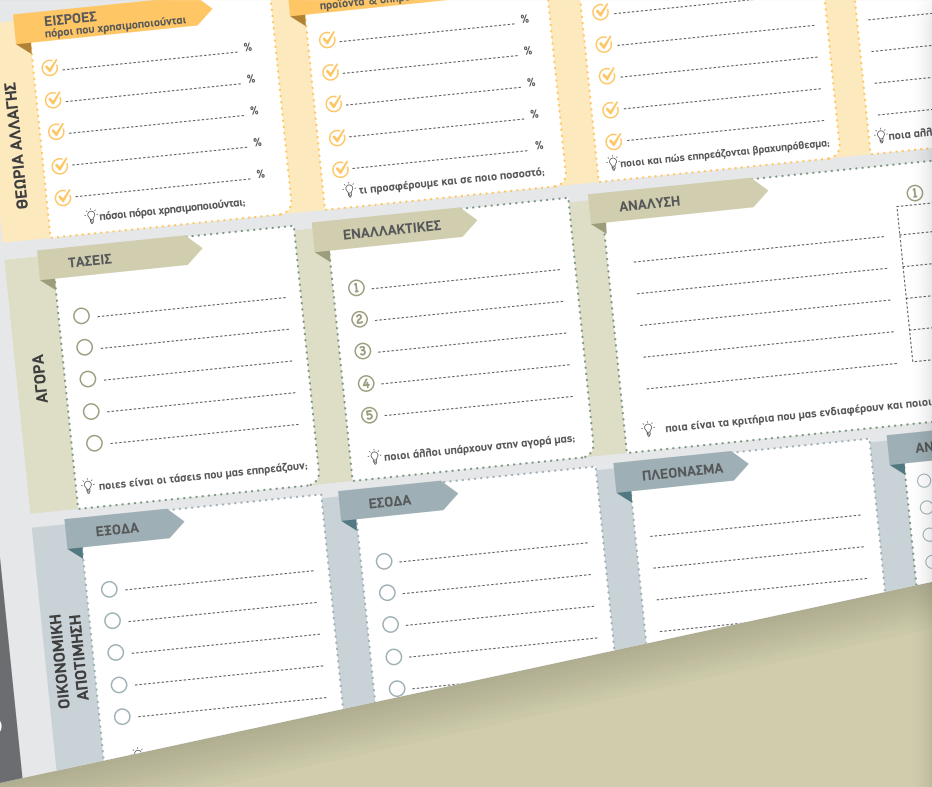 ΘΕΩΡΙΑ ΑΛΛΑΓΗΣ
ΕΙΣΡΟΕΣ
πόροι που χρησιμοποιούνται
%
%
%
%
%
πόσοι πόροι χρησιμοποιούνται;
προϊόντα &
%
%
%
%
%
τι προσφέρουμε και σε ποιο ποσοστό;
ποιοι και πώς επηρεάζονται βραχυπρόθεσμα;
ποια
ΑΓΟΡΑ
ΤΑΣΕΙΣ
ποιες είναι οι τάσεις που μας επηρεάζουν;
ΕΝΑΛΛΑΚΤΙΚΕΣ
1
2
3
4
5
ποιοι άλλοι υπάρχουν στην αγορά μας;
ΑΝΑΛΥΣΗ
1
ποια είναι τα κριτήρια που μας ενδιαφέρουν και ποιοι
ΟΙΚΟΝΟΜΙΚΗ
ΑΠΟΤΙΜΗΣΗ
ΕΞΟΔΑ
ΕΣΟΔΑ
ΠΛΕΟΝΑΣΜΑ
ΑΝ